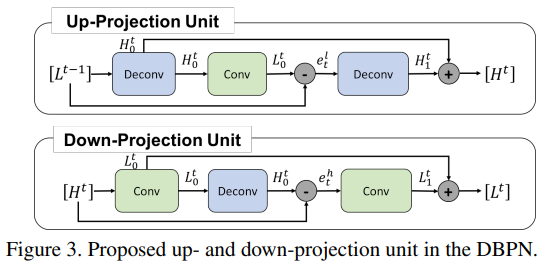 Up-Projection Unit
$H_0^t$
$[L^{t-1}]$ Deconv $H_0^t$ Conv $L_0^t$ - $e_t^l$ Deconv $H_1^t$ + $[H^t]$
Down-Projection Unit
$L_0^t$
$[H^t]$ Conv $L_0^t$ Deconv $H_0^t$ - $e_t^h$ Conv $L_1^t$ + $[L^t]$
Figure 3. Proposed up- and down-projection unit in the DBPN.